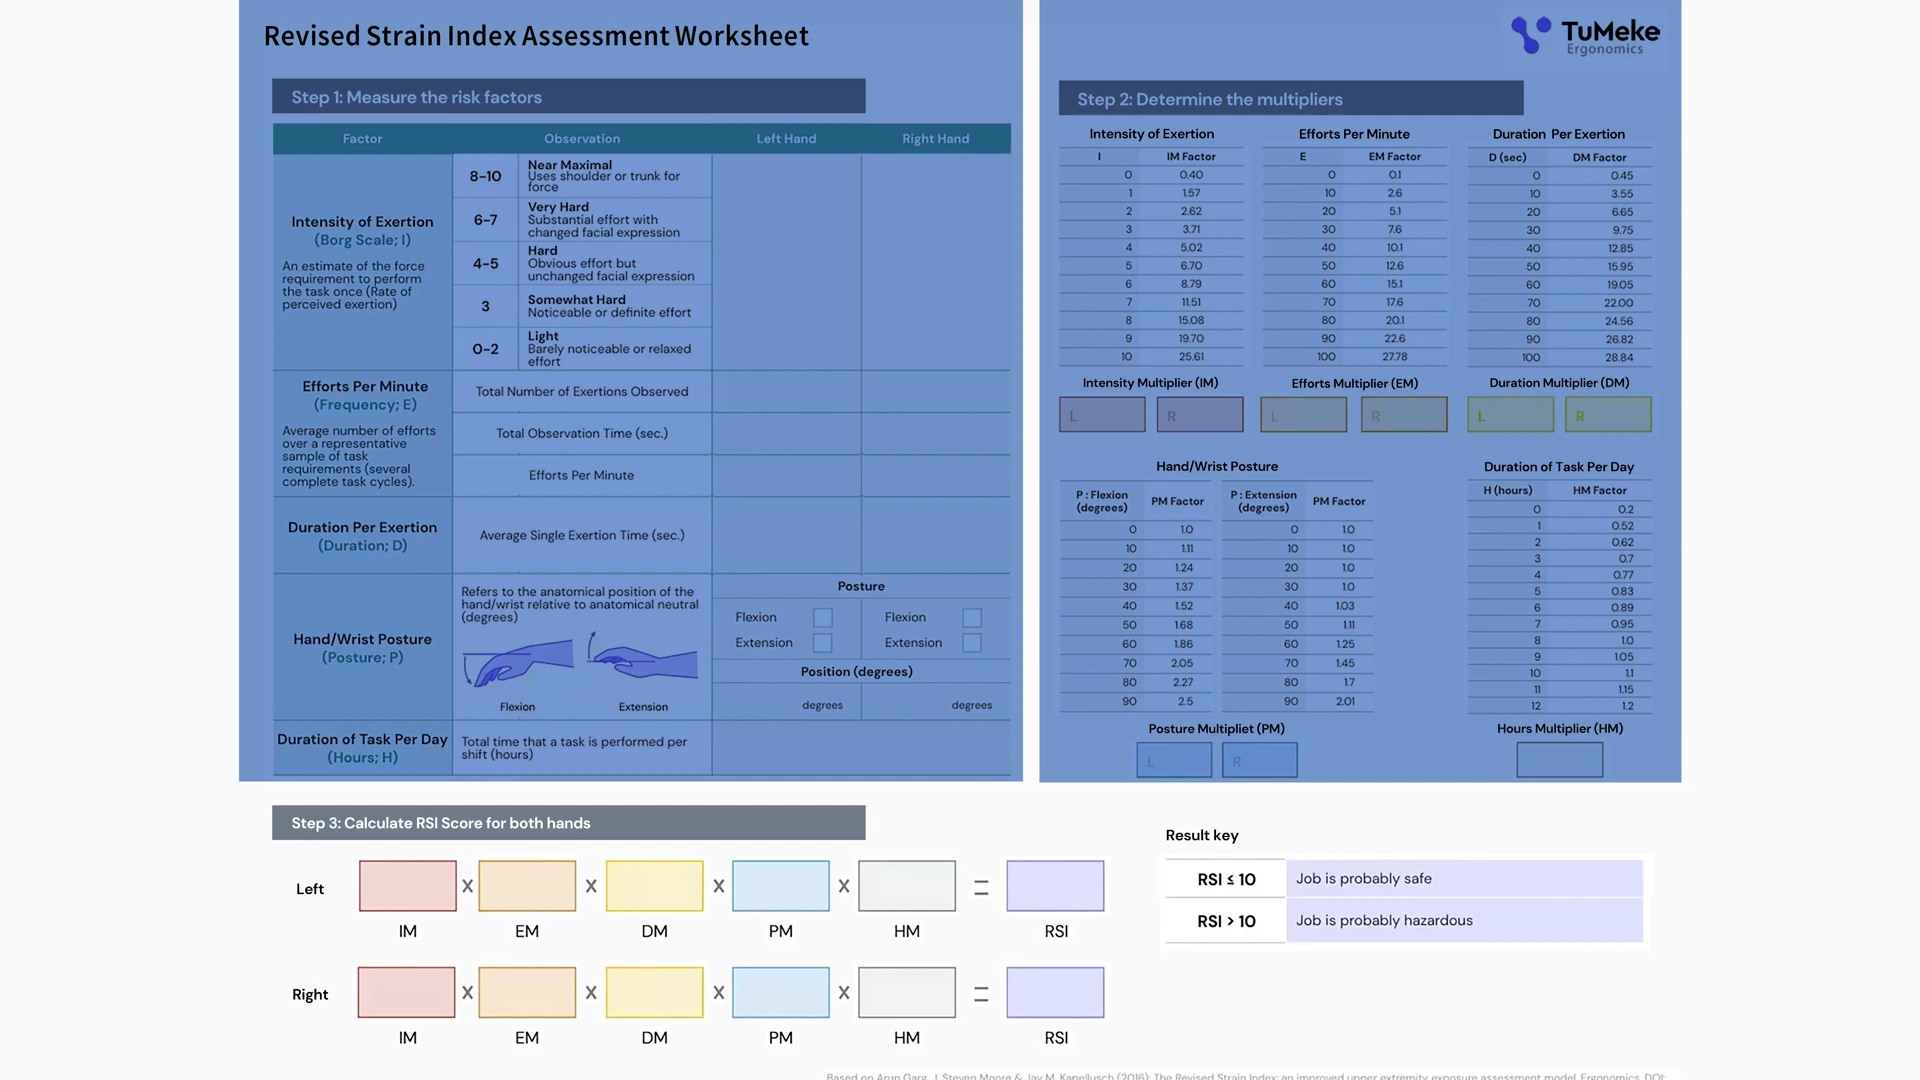 Revised Strain Index Assessment Worksheet
TuMeke
Ergonomics
Step 1: Measure the risk factors
Factor Observation Left Hand Right Hand
Intensity of Exertion
(Borg Scale; I)
An estimate of the force
requirement to perform
the task once (Rate of
perceived exertion)
8-10 Near Maximal
Uses shoulder or trunk for
force
6-7 Very Hard
Substantial effort with
changed facial expression
4-5 Hard
Obvious effort but
unchanged facial expression
3 Somewhat Hard
Noticeable or definite effort
0-2 Light
Barely noticeable or relaxed
effort
Efforts Per Minute
(Frequency; E)
Average number of efforts
over a representative
sample of task
requirements (several
complete task cycles).
Total Number of Exertions Observed
Total Observation Time (sec.)
Efforts Per Minute
Duration Per Exertion
(Duration; D)
Average Single Exertion Time (sec.)
Hand/Wrist Posture
(Posture; P)
Refers to the anatomical position of the
hand/wrist relative to anatomical neutral
(degrees)
Flexion Extension
Posture
Flexion Flexion
Extension Extension
Position (degrees)
degrees degrees
Duration of Task Per Day
(Hours; H)
Total time that a task is performed per
shift (hours)
Step 2: Determine the multipliers
Intensity of Exertion
I IM Factor
0 0.40
1 1.57
2 2.62
3 3.71
4 5.02
5 6.70
6 8.79
7 11.51
8 15.08
9 19.70
10 25.61
Intensity Multiplier (IM)
L R
Efforts Per Minute
E EM Factor
0 0.1
10 2.6
20 5.1
30 7.6
40 10.1
50 12.6
60 15.1
70 17.6
80 20.1
90 22.6
100 27.78
Efforts Multiplier (EM)
L R
Duration Per Exertion
D (sec) DM Factor
0 0.45
10 3.55
20 6.65
30 9.75
40 12.85
50 15.95
60 19.05
70 22.00
80 24.56
90 26.82
100 28.84
Duration Multiplier (DM)
L R
Hand/Wrist Posture
P : Flexion
(degrees) PM Factor
0 1.0
10 1.11
20 1.24
30 1.37
40 1.52
50 1.68
60 1.86
70 2.05
80 2.27
90 2.5
P : Extension
(degrees) PM Factor
0 1.0
10 1.0
20 1.0
30 1.0
40 1.03
50 1.11
60 1.25
70 1.45
80 1.7
90 2.01
Posture Multipliet (PM)
L R
Duration of Task Per Day
H (hours) HM Factor
0 0.2
1 0.52
2 0.62
3 0.7
4 0.77
5 0.83
6 0.89
7 0.95
8 1.0
9 1.05
10 1.1
11 1.15
12 1.2
Hours Multiplier (HM)
Step 3: Calculate RSI Score for both hands
Left X X X X =
IM EM DM PM HM RSI
Right X X X X =
IM EM DM PM HM RSI
Result key
RSI ≤ 10 Job is probably safe
RSI > 10 Job is probably hazardous
Based on Arun Garg, J. Steven Moore & Jay M. Kapellusch (2016): The Revised Strain Index: an improved upper extremity exposure assessment model, Ergonomics, DOI: